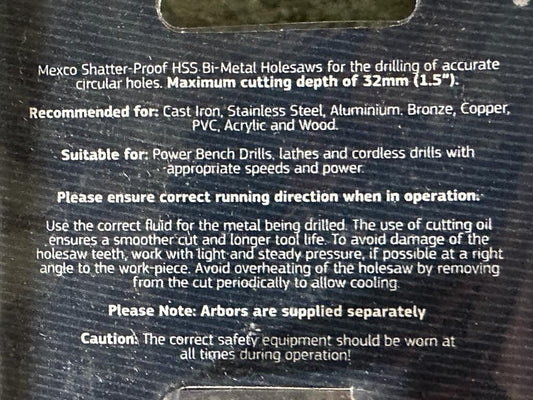 Mexco Shatter-Proof HSS Bi-Metal Holesaws for the drilling of accurate
circular holes. Maximum cutting depth of 32mm (1.5").
Recommended for: Cast Iron, Stainless Steel, Aluminium, Bronze, Copper,
PVC, Acrylic and Wood.
Suitable for: Power Bench Drills, lathes and cordless drills with
appropriate speeds and power.
Please ensure correct running direction when in operation.
Use the correct fluid for the metal being drilled. The use of cutting oil
ensures a smoother cut and longer tool life. To avoid damage of the
holesaw teeth, work with light and steady pressure, if possible at a right
angle to the work-piece. Avoid overheating of the holesaw by removing
from the cut periodically to allow cooling.
Please Note: Arbors are supplied separately
Caution: The correct safety equipment should be worn at
all times during operation!